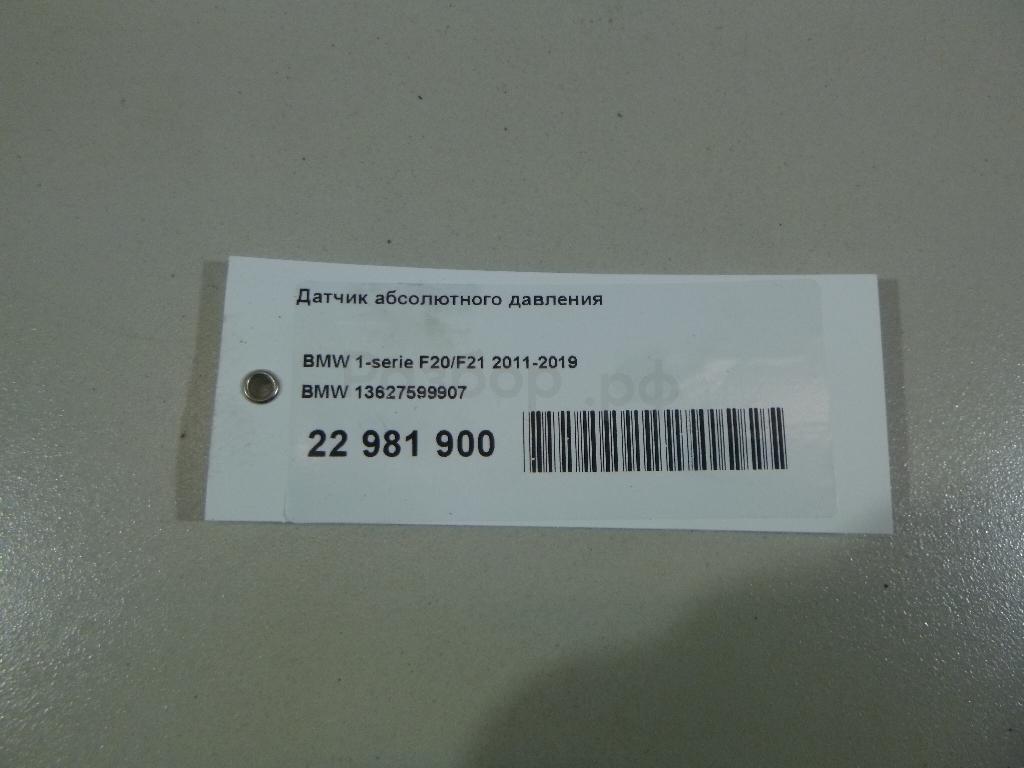 Датчик абсолютного давления
BMW 1-serie F20/F21 2011-2019
BMW 13627599907
22 981 900